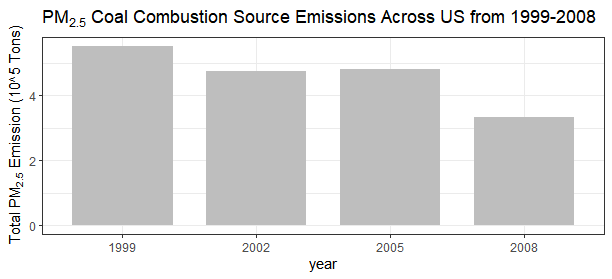 PM2.5 Coal Combustion Source Emissions Across US from 1999-2008
Total PM2.5 Emission (10^5 Tons)
4
2
0
1999 2002 2005 2008
year